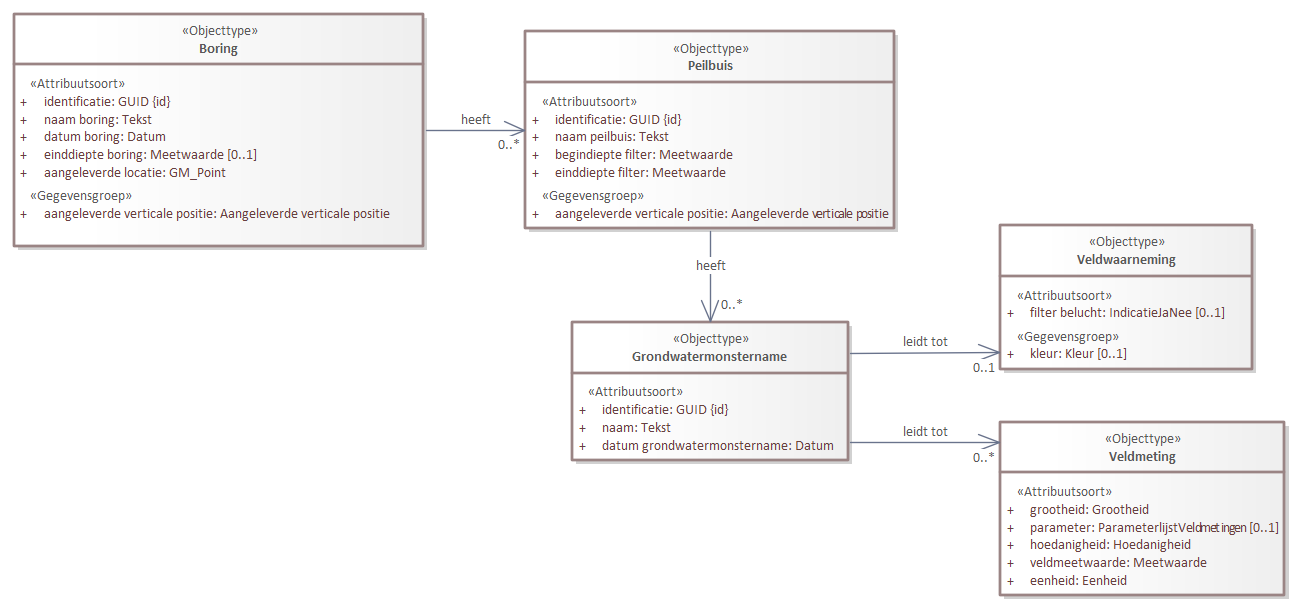 «Objecttype»
Boring
«Attribuutsoort»
+ identificatie: GUID {id}
+ naam boring: Tekst
+ datum boring: Datum
+ einddiepte boring: Meetwaarde [0..1]
+ aangeleverde locatie: GM_Point
«Gegevensgroep»
+ aangeleverde verticale positie: Aangeleverde verticale positie
heeft
0..*
«Objecttype»
Peilbuis
«Attribuutsoort»
+ identificatie: GUID {id}
+ naam peilbuis: Tekst
+ begindiepte filter: Meetwaarde
+ einddiepte filter: Meetwaarde
«Gegevensgroep»
+ aangeleverde verticale positie: Aangeleverde verticale positie
heeft
0..*
«Objecttype»
Grondwatermonstername
«Attribuutsoort»
+ identificatie: GUID {id}
+ naam: Tekst
+ datum grondwatermonstername: Datum
leidt tot
0..1
«Objecttype»
Veldwaarneming
«Attribuutsoort»
+ filter belucht: IndicatieJaNee [0..1]
«Gegevensgroep»
+ kleur: Kleur [0..1]
leidt tot
0..*
«Objecttype»
Veldmeting
«Attribuutsoort»
+ grootheid: Grootheid
+ parameter: ParameterlijstVeldmetingen [0..1]
+ hoedanigheid: Hoedanigheid
+ veldmeetwaarde: Meetwaarde
+ eenheid: Eenheid